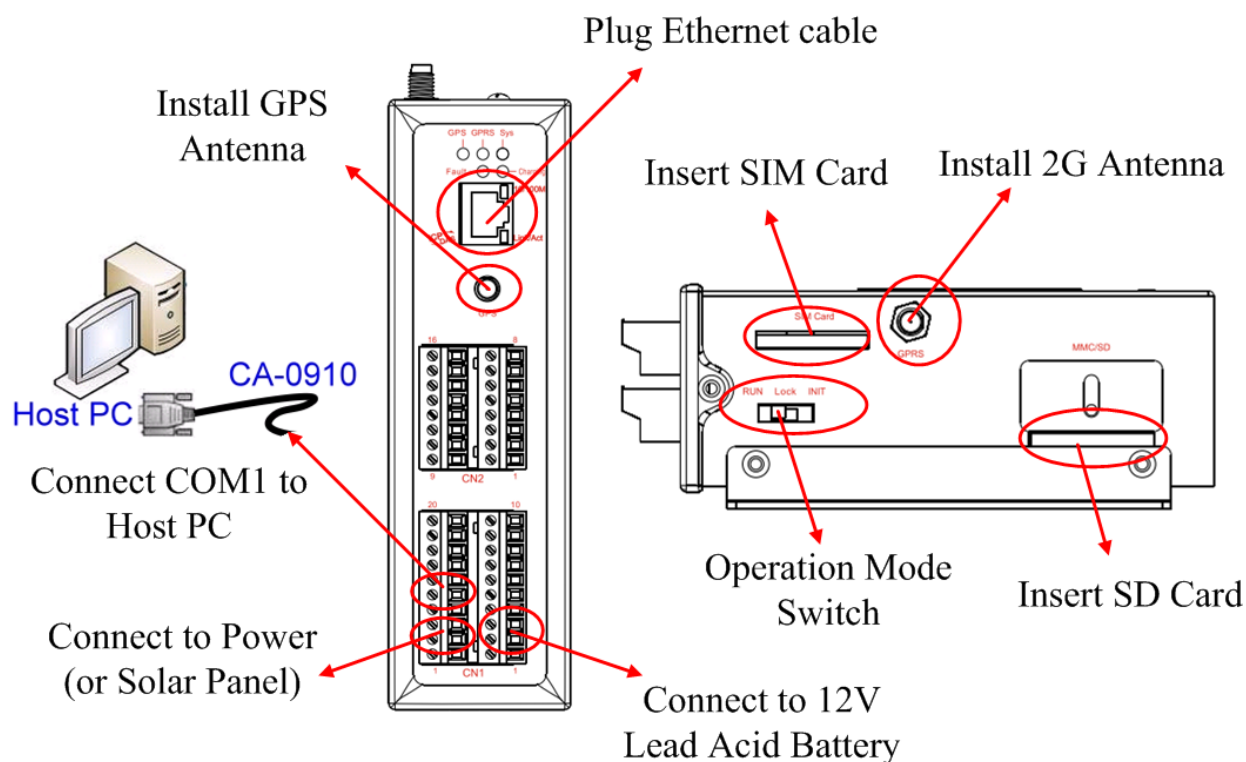 Plug Ethernet cable
Install GPS
Antenna
GPS GPRS Sys
Fault
Link/Act
GPS
16 8
9 CN2 1
20 10
1 CN1 1
CA-0910
Host PC
Connect COM1 to
Host PC
Connect to Power
(or Solar Panel)
Connect to 12V
Lead Acid Battery
Insert SIM Card
Install 2G Antenna
SIM Card
GPRS
MMC/SD
RUN Lock INIT
Operation Mode
Switch
Insert SD Card